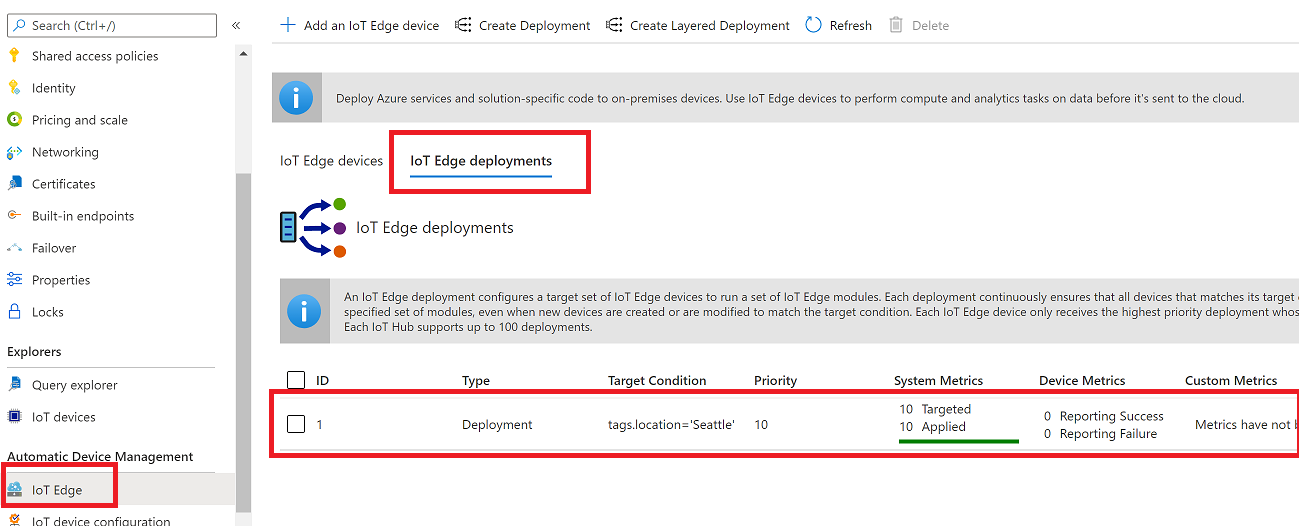 Search (Ctrl+/)
«
Shared access policies
Identity
Pricing and scale
Networking
Certificates
Built-in endpoints
Failover
Properties
Locks
Explorers
Query explorer
IoT devices
Automatic Device Management
IoT Edge
IoT device configuration
Add an IoT Edge device Create Deployment Create Layered Deployment Refresh Delete
Deploy Azure services and solution-specific code to on-premises devices. Use IoT Edge devices to perform compute and analytics tasks on data before it's sent to the cloud.
IoT Edge devices IoT Edge deployments
IoT Edge deployments
An IoT Edge deployment configures a target set of IoT Edge devices to run a set of IoT Edge modules. Each deployment continuously ensures that all devices that matches its target
specified set of modules, even when new devices are created or are modified to match the target condition. Each IoT Edge device only receives the highest priority deployment whos
Each IoT Hub supports up to 100 deployments.
ID Type Target Condition Priority System Metrics Device Metrics Custom Metrics
1 Deployment tags.location='Seattle' 10 10 Targeted 0 Reporting Success Metrics have not b
10 Applied 0 Reporting Failure